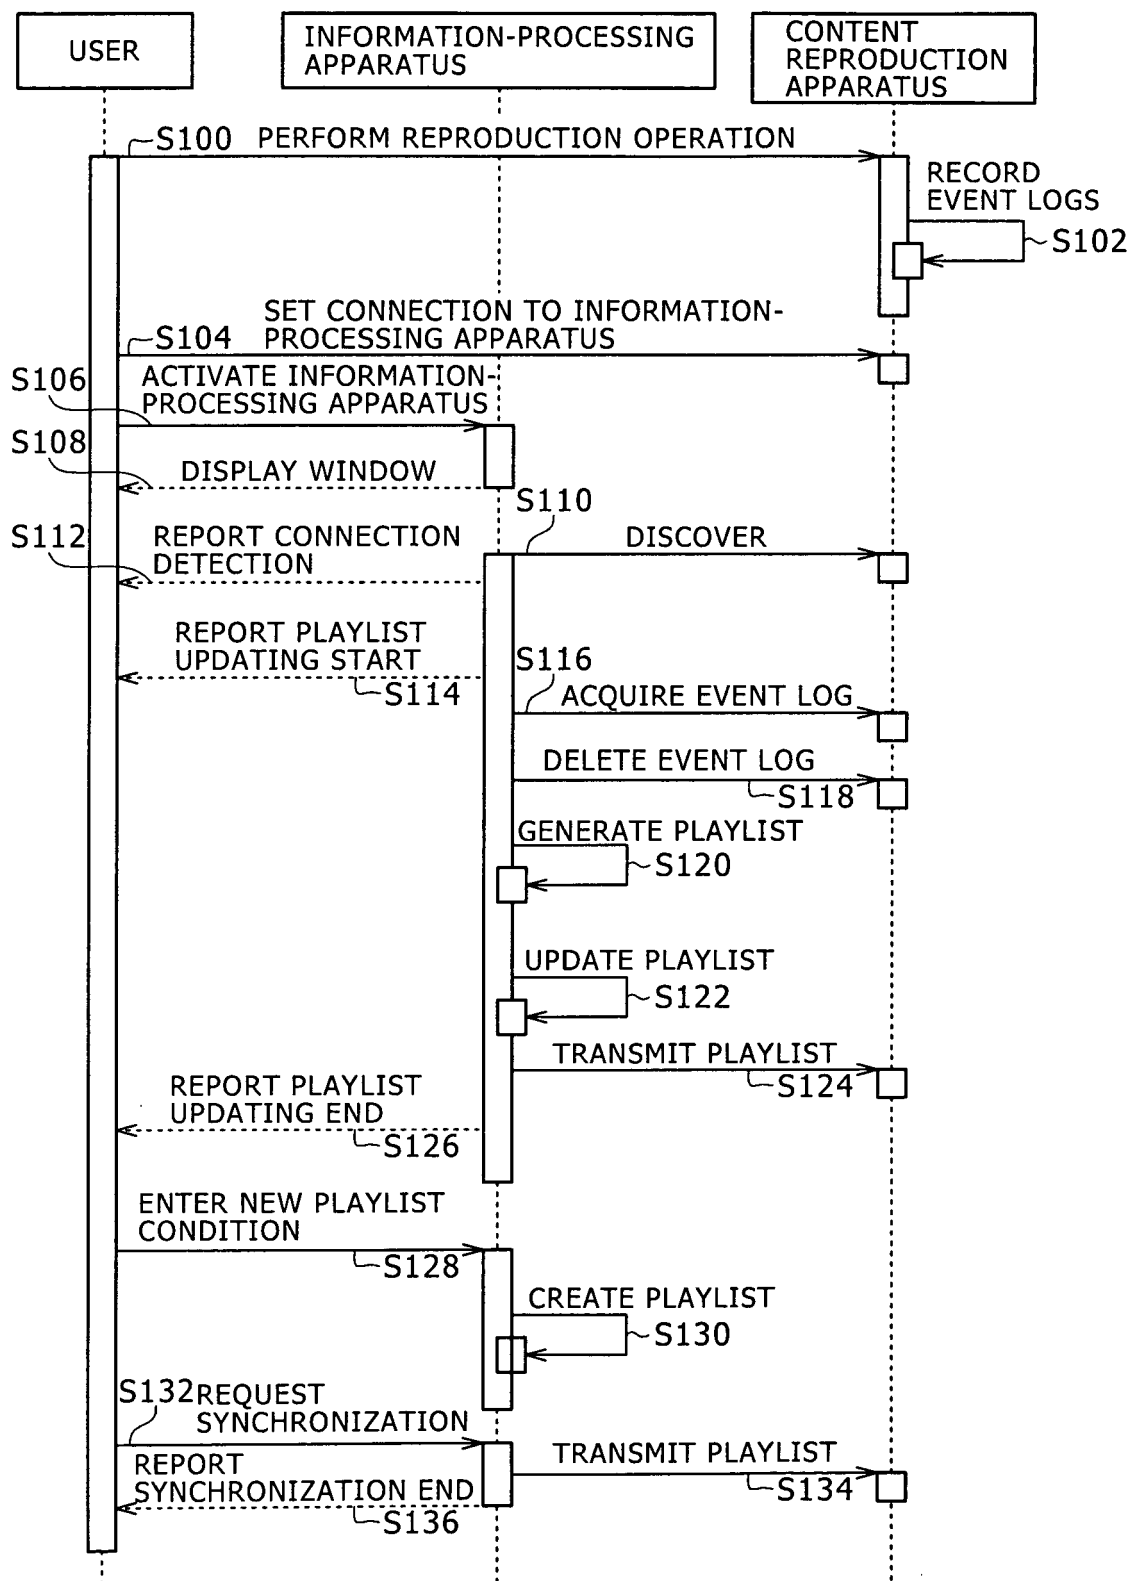 USER
INFORMATION-PROCESSING
APPARATUS
CONTENT
REPRODUCTION
APPARATUS
S100 PERFORM REPRODUCTION OPERATION
RECORD
EVENT LOGS
S102
SET CONNECTION TO INFORMATION-
PROCESSING APPARATUS
S104
S106
ACTIVATE INFORMATION-
PROCESSING APPARATUS
S108
DISPLAY WINDOW
S110
DISCOVER
S112
REPORT CONNECTION
DETECTION
REPORT PLAYLIST
UPDATING START
S114
S116
ACQUIRE EVENT LOG
DELETE EVENT LOG
S118
GENERATE PLAYLIST
S120
UPDATE PLAYLIST
S122
TRANSMIT PLAYLIST
S124
REPORT PLAYLIST
UPDATING END
S126
ENTER NEW PLAYLIST
CONDITION
S128
CREATE PLAYLIST
S130
S132
REQUEST
SYNCHRONIZATION
TRANSMIT PLAYLIST
S134
REPORT
SYNCHRONIZATION END
S136